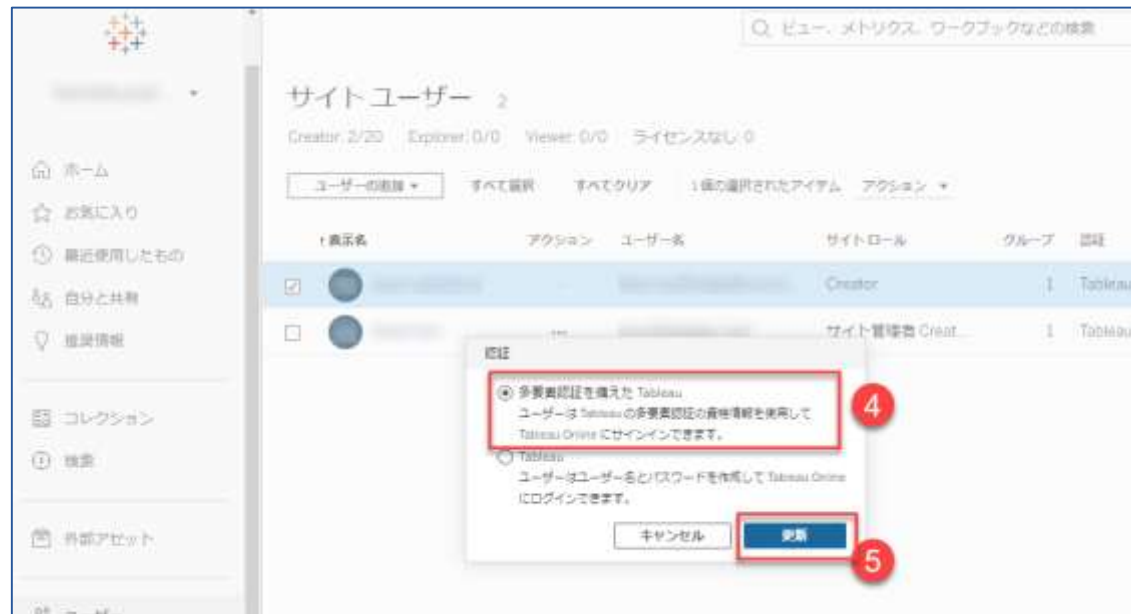 ビュー、メトリクス、ワークブックなどの検索
サイト ユーザー 2
Creator: 2/20 Explorer: 0/0 Viewer: 0/0 ライセンスなし: 0
ホーム
お気に入り
最近使用したもの
自分と共有
推奨情報
コレクション
検索
外部アセット
ユーザー
ユーザーの追加 すべて選択 すべてクリア 1 個の選択されたアイテム アクション
↑ 表示名 アクション ユーザー名 サイトロール グループ 認証
Creator 1 Tableau
... サイト管理者 Creat... 1 Tableau
認証
多要素認証を備えた Tableau
ユーザーは Tableau の多要素認証の資格情報を使用して
Tableau Online にサインインできます。
4
Tableau
ユーザーはユーザー名とパスワードを作成して Tableau Online
にログインできます。
キャンセル 更新
5